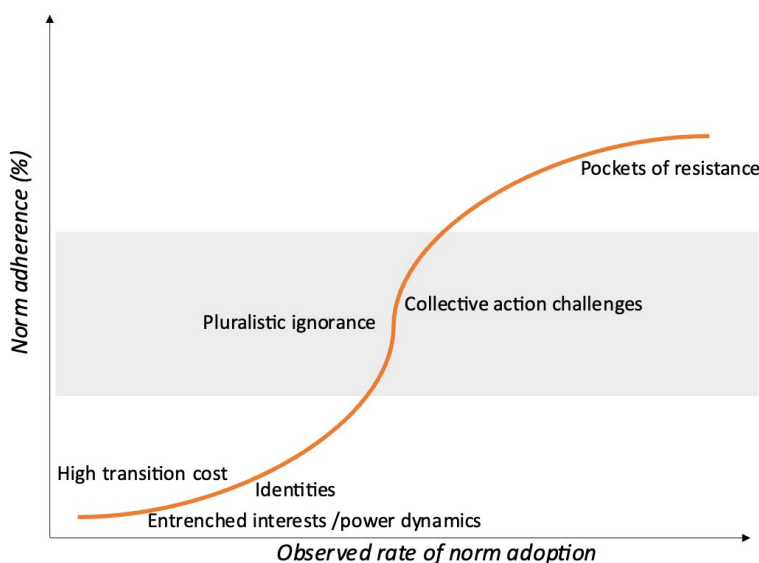 Norm adherence (%)
Pockets of resistance
Collective action challenges
Pluralistic ignorance
High transition cost
Identities
Entrenched interests /power dynamics
Observed rate of norm adoption